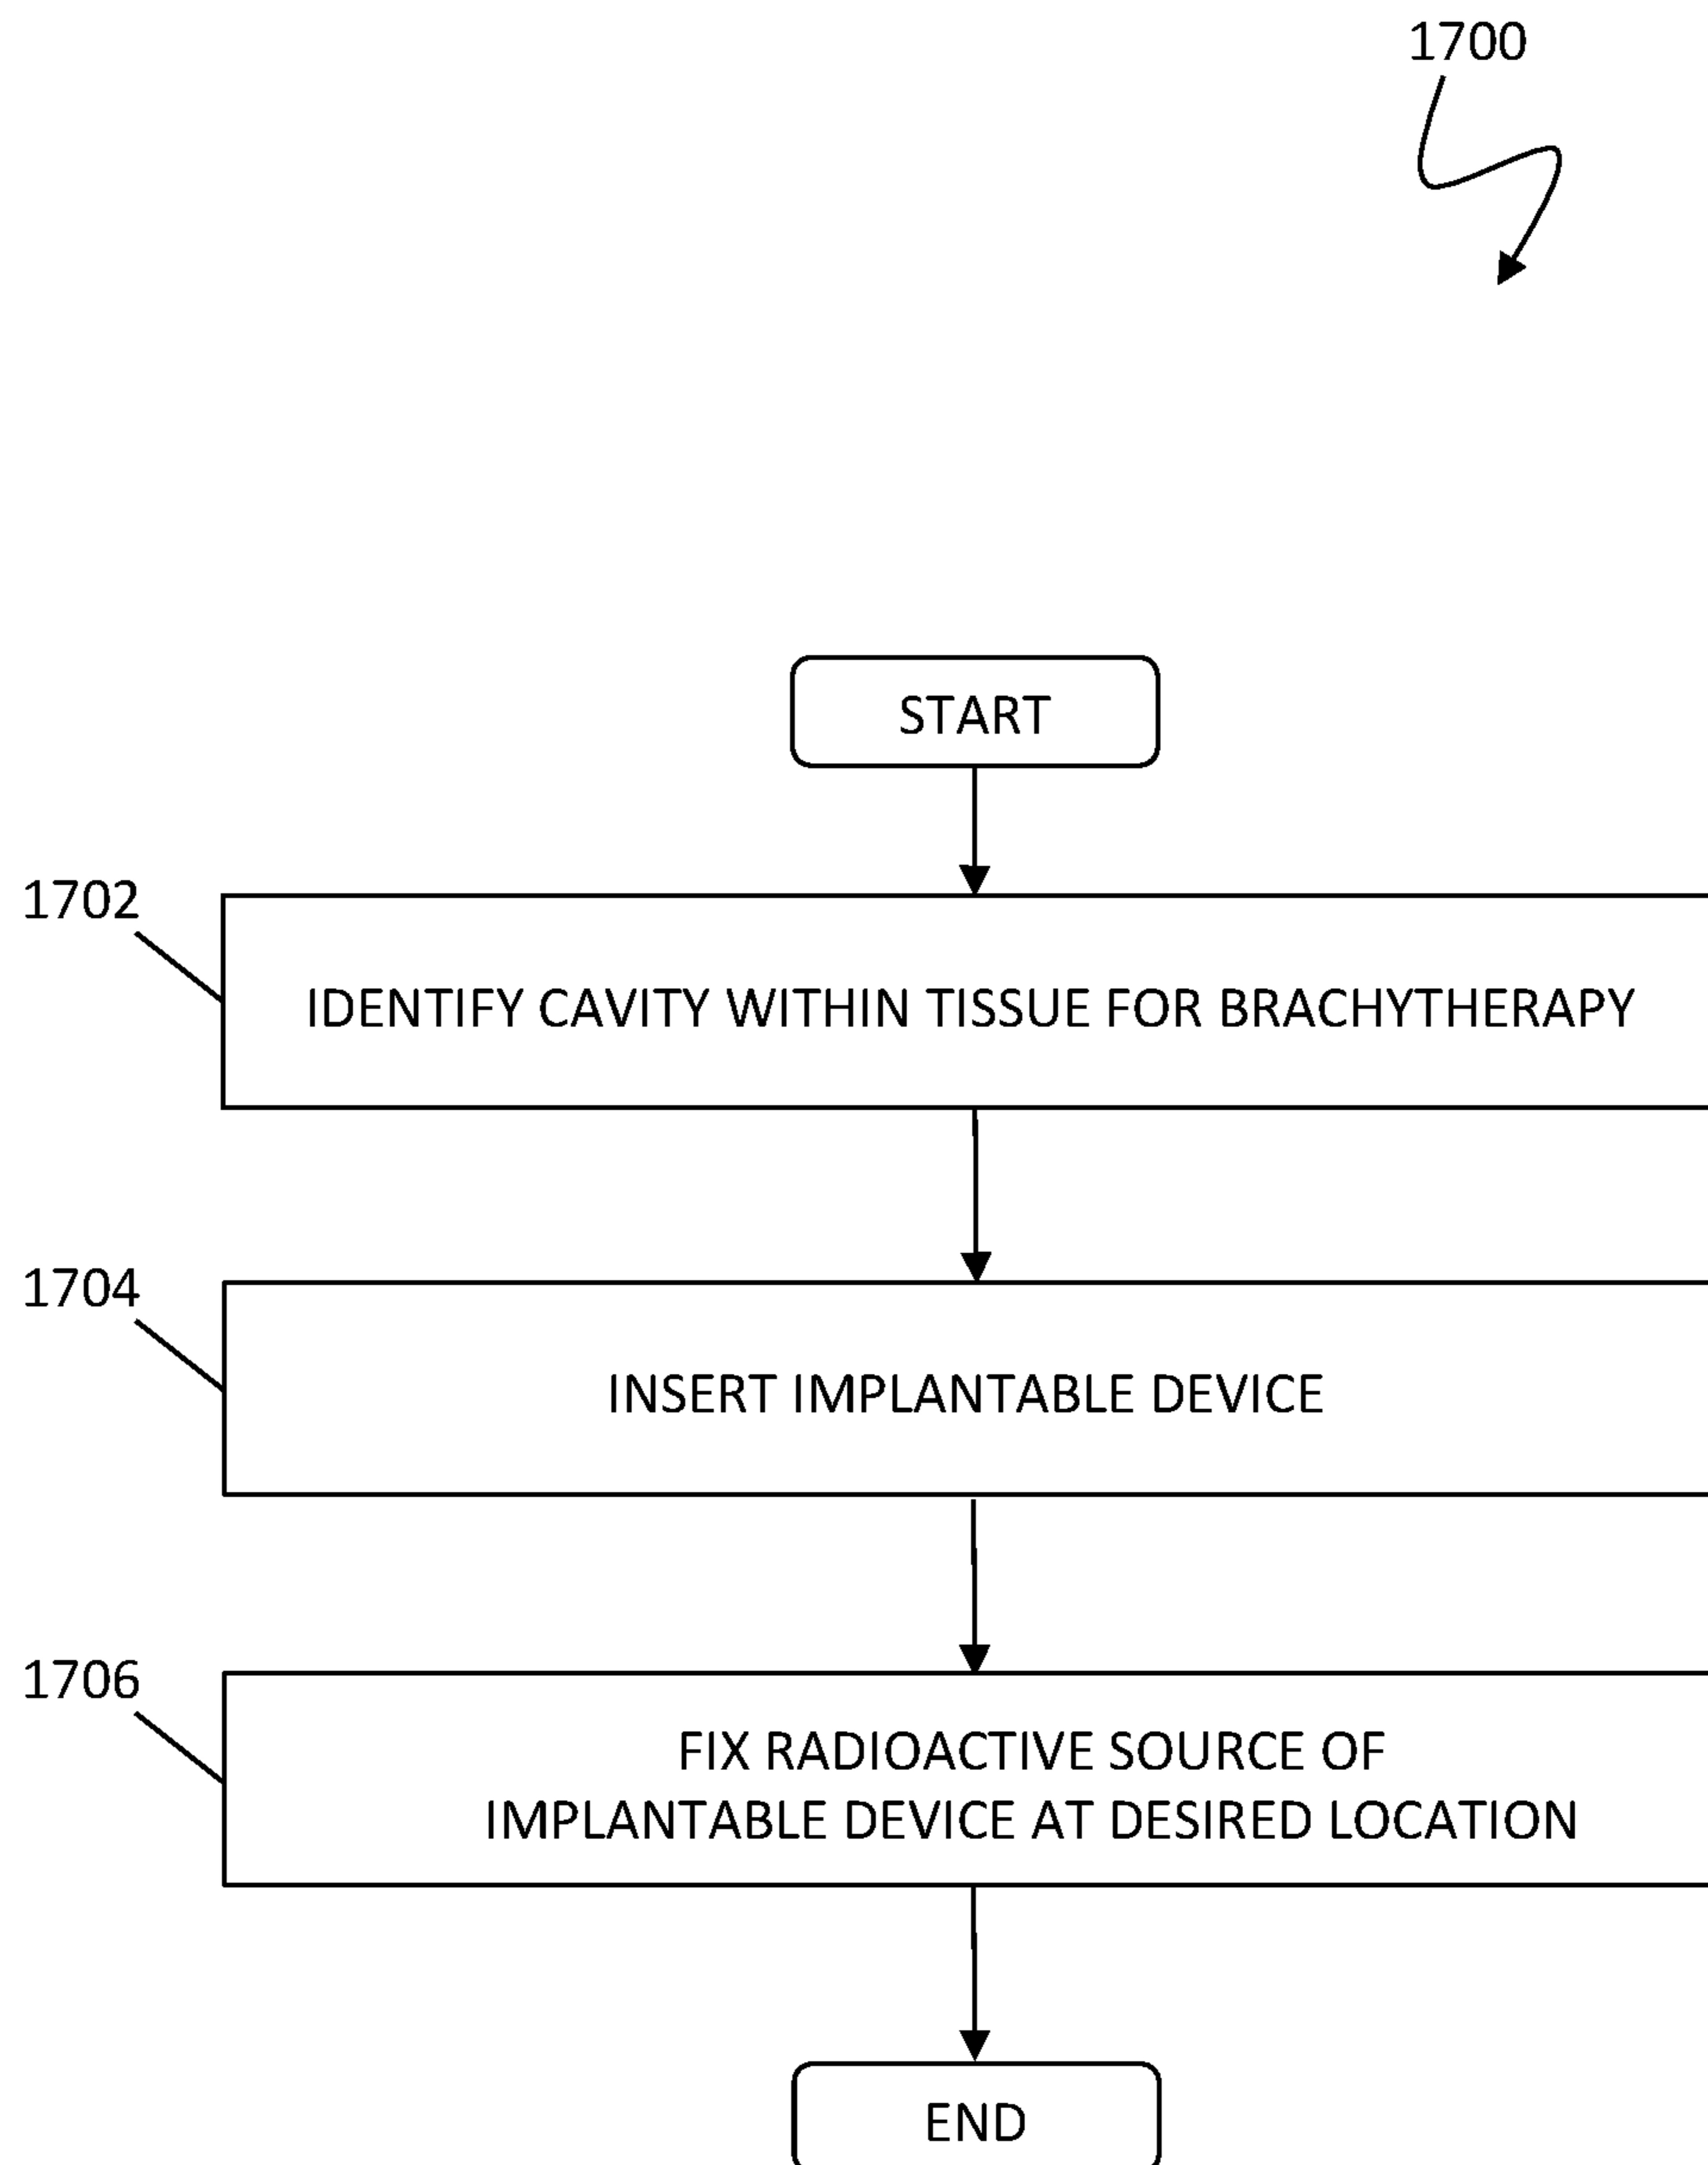 1700
START
1702
IDENTIFY CAVITY WITHIN TISSUE FOR BRACHYTHERAPY
1704
INSERT IMPLANTABLE DEVICE
1706
FIX RADIOACTIVE SOURCE OF
IMPLANTABLE DEVICE AT DESIRED LOCATION
END